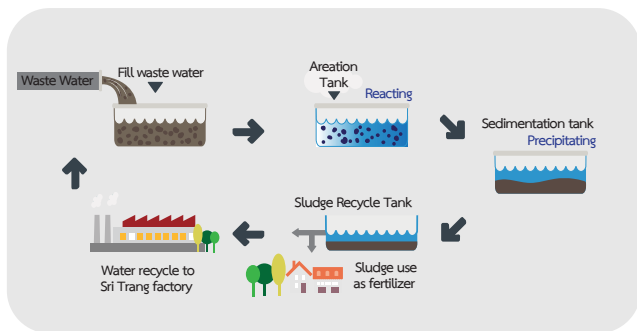 Waste Water
Fill waste water
Areation
Tank
Reacting
Sedimentation tank
Precipitating
Sludge Recycle Tank
Sludge use
as fertilizer
Water recycle to
Sri Trang factory